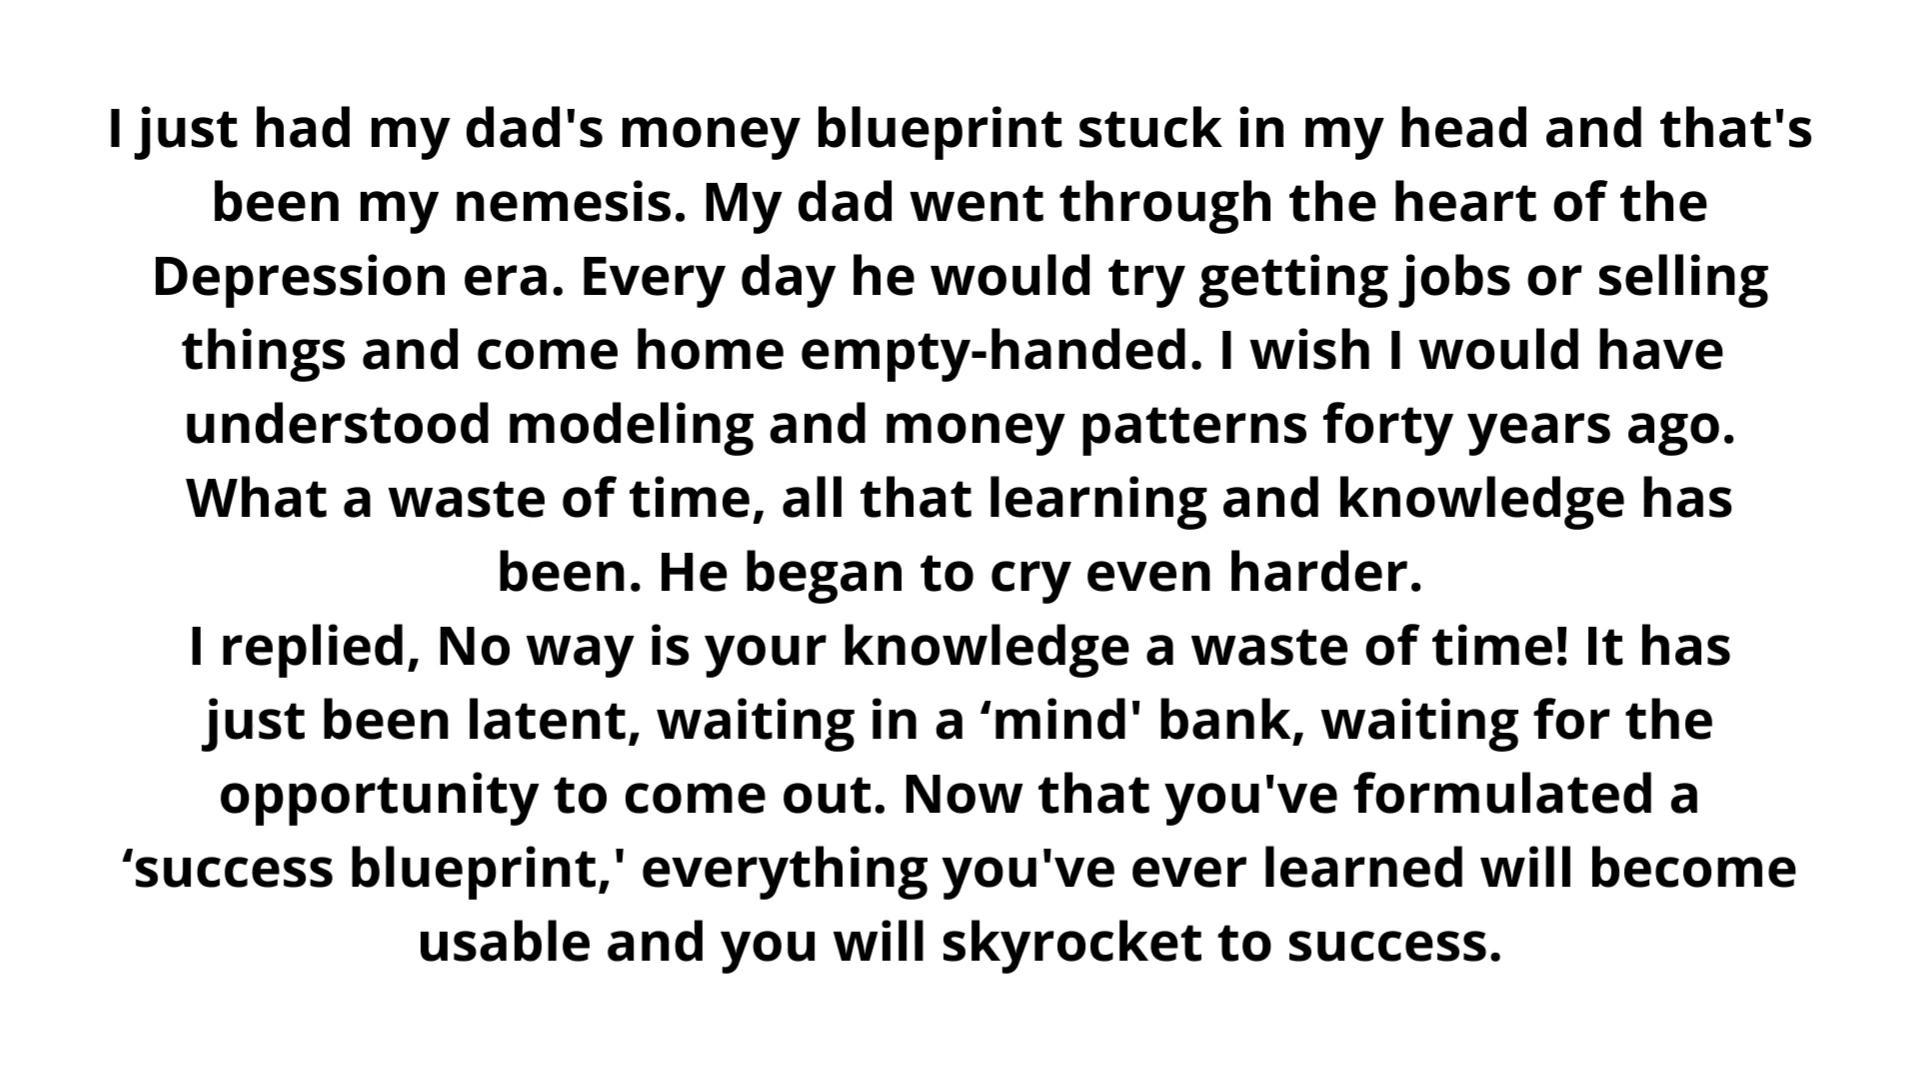 I just had my dad's money blueprint stuck in my head and that's
been my nemesis. My dad went through the heart of the
Depression era. Every day he would try getting jobs or selling
things and come home empty-handed. I wish I would have
understood modeling and money patterns forty years ago.
What a waste of time, all that learning and knowledge has
been. He began to cry even harder.
I replied, No way is your knowledge a waste of time! It has
just been latent, waiting in a ‘mind' bank, waiting for the
opportunity to come out. Now that you've formulated a
‘success blueprint,' everything you've ever learned will become
usable and you will skyrocket to success.